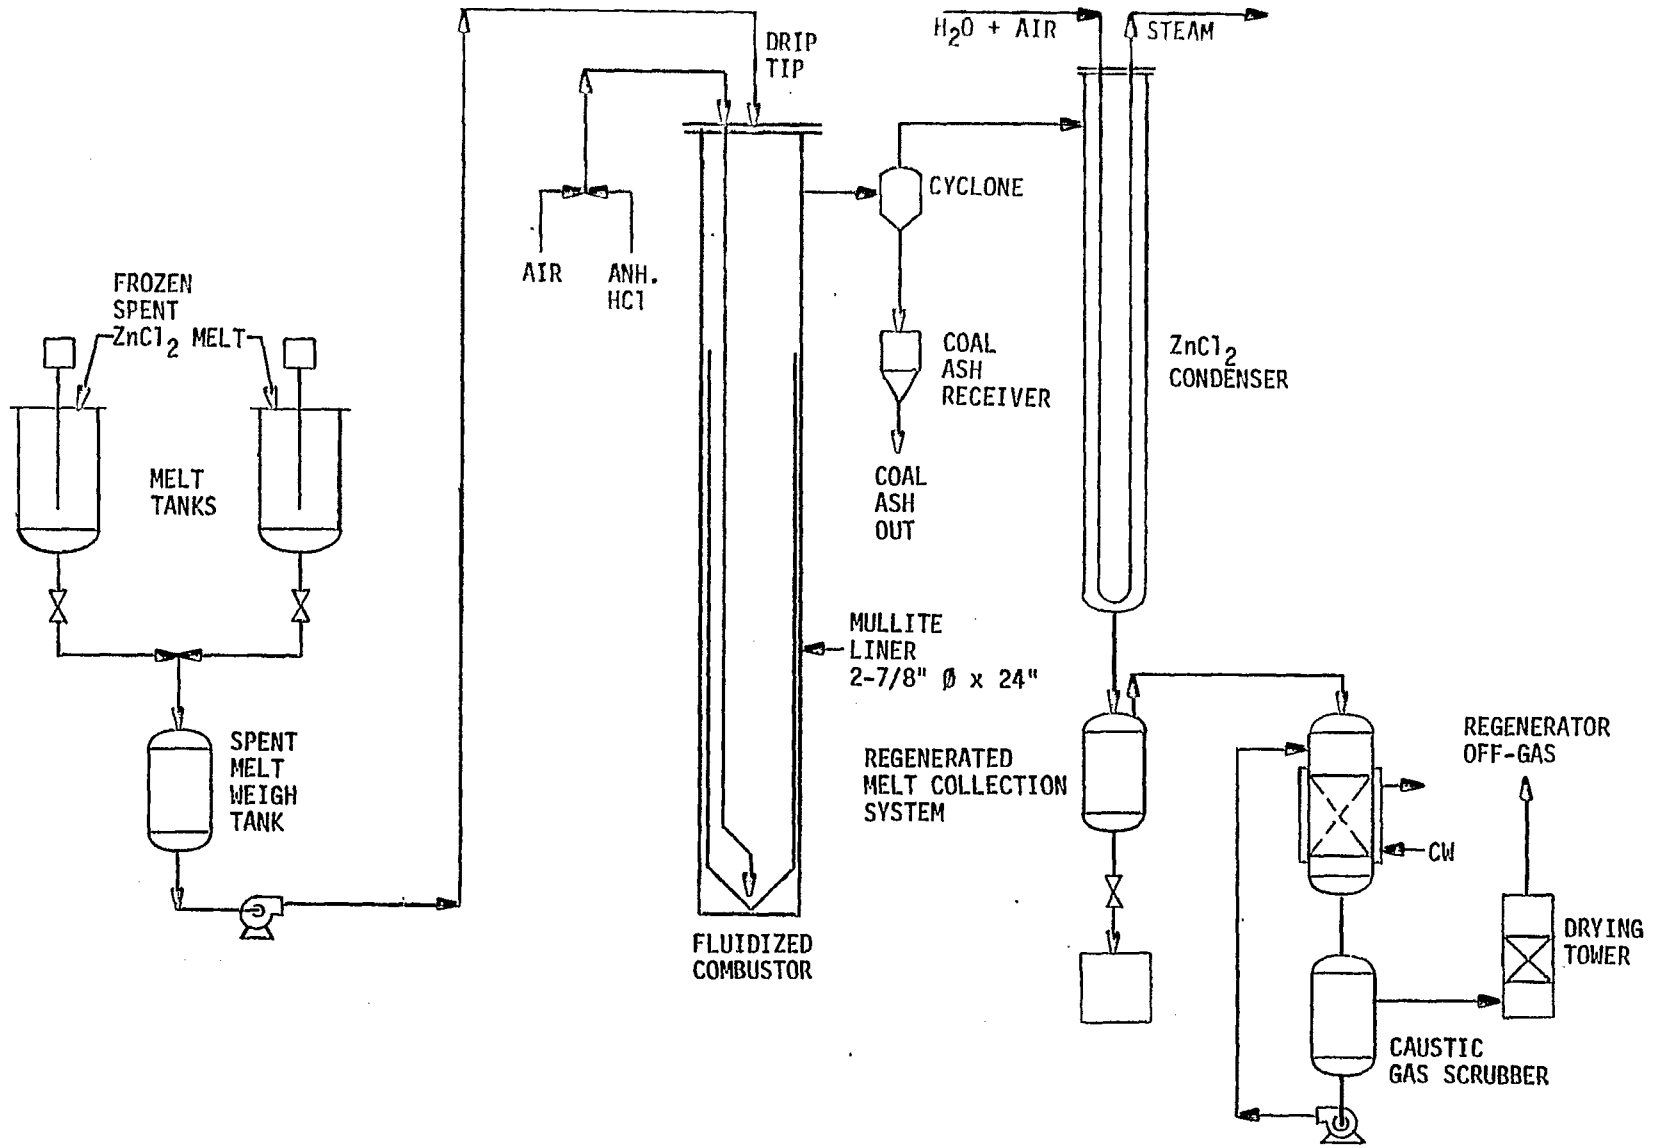 H2O + AIR
STEAM
DRIP
TIP
CYCLONE
AIR
ANH.
HCl
FROZEN
SPENT
ZnCl2 MELT
COAL
ASH
RECEIVER
ZnCl2
CONDENSER
MELT
TANKS
COAL
ASH
OUT
MULLITE
LINER
2-7/8" Ø x 24"
SPENT
MELT
WEIGH
TANK
REGENERATED
MELT COLLECTION
SYSTEM
REGENERATOR
OFF-GAS
CW
FLUIDIZED
COMBUSTOR
DRYING
TOWER
CAUSTIC
GAS SCRUBBER